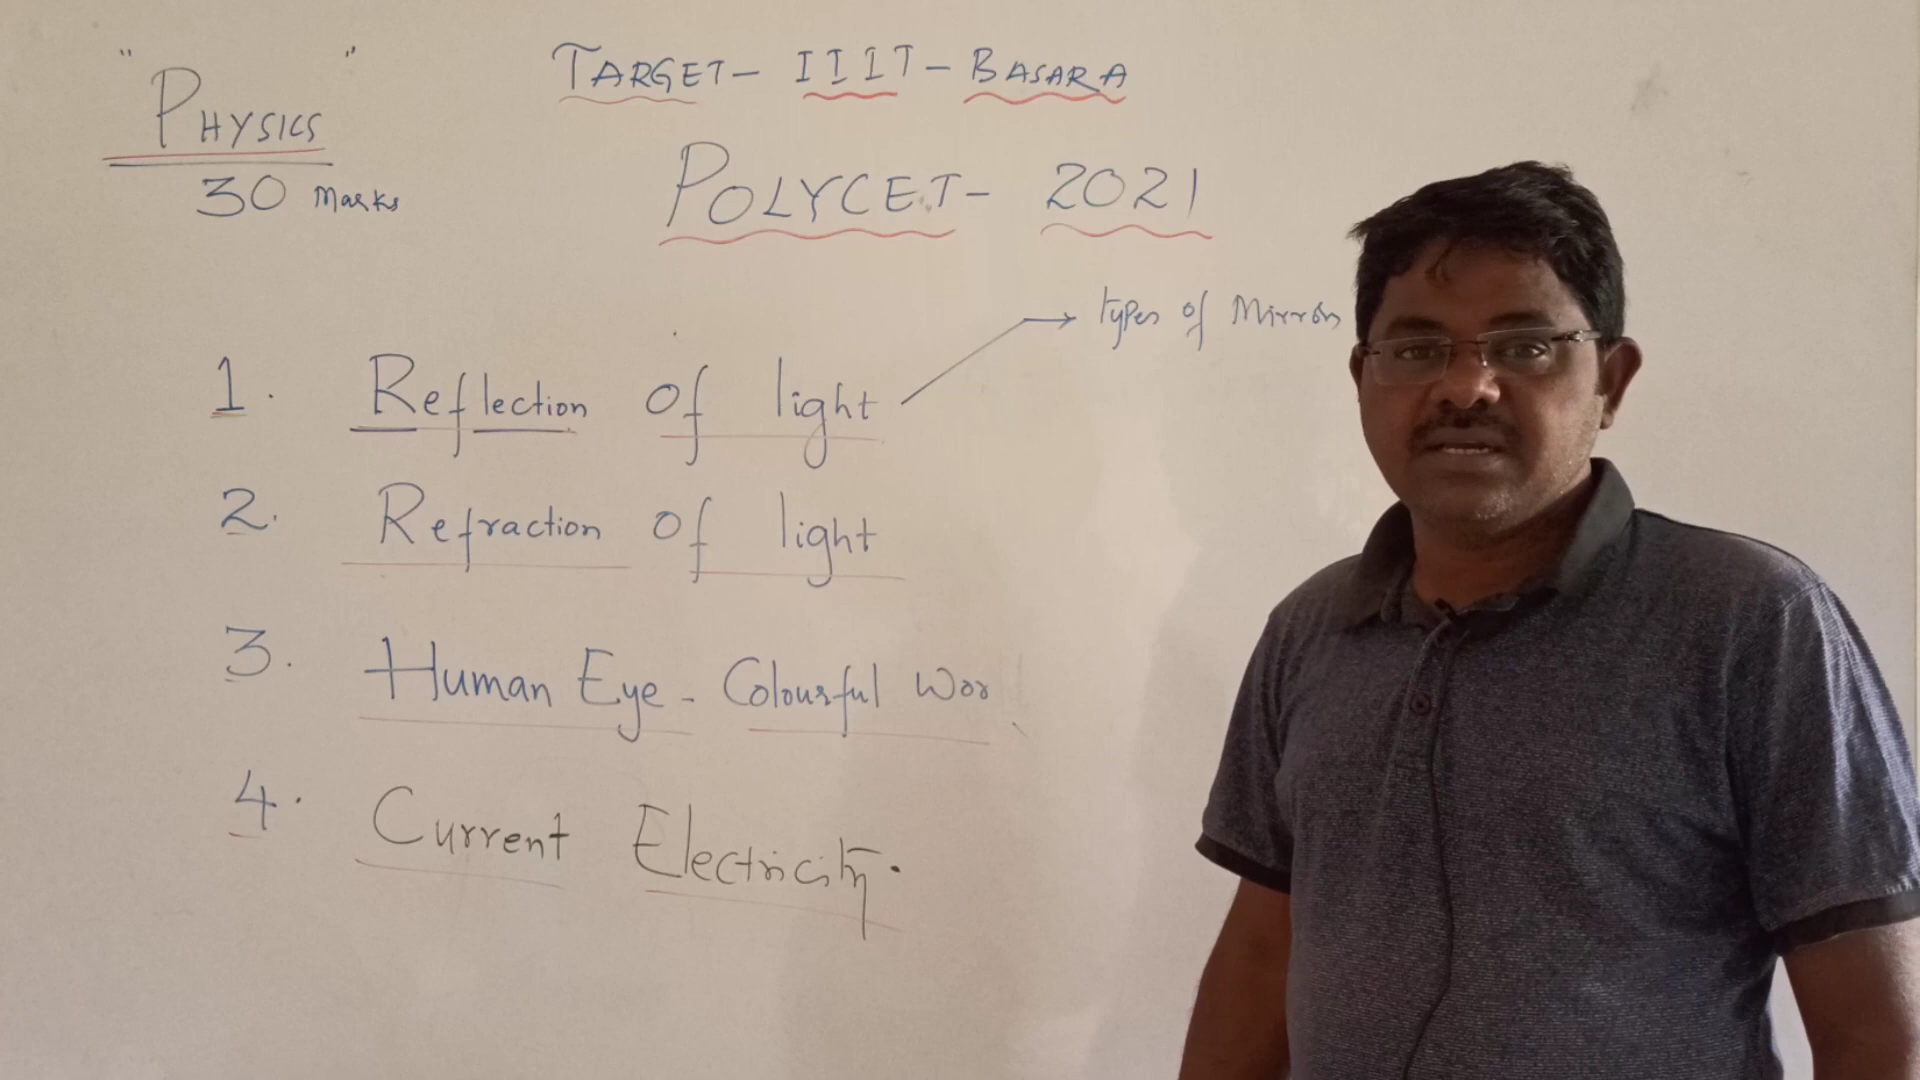 " PHYSICS "
30 Marks
TARGET- IIIT- BASARA
POLYCET- 2021
1. Reflection of light → types of Mirrors
2. Refraction of light
3. Human Eye - Colourful Wor
4. Current Electricity.